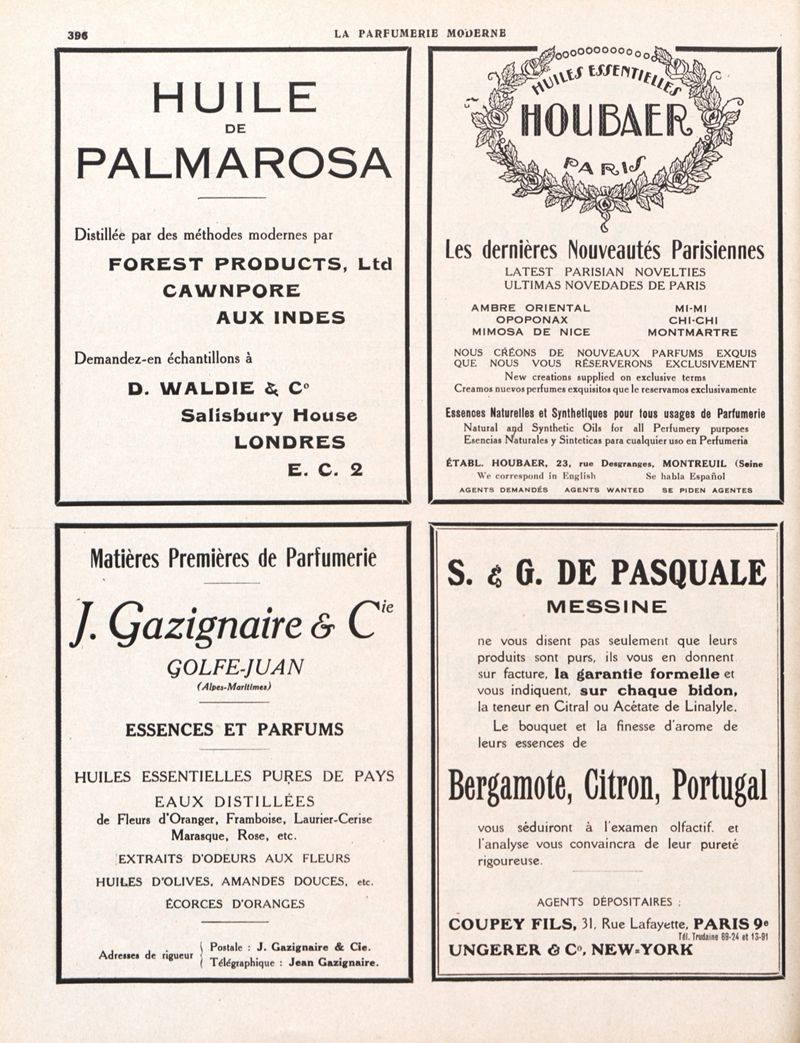 396
LA PARFUMERIE MODERNE
HUILE
DE
PALMAROSA
Distillée par des méthodes modernes par
FOREST PRODUCTS, Ltd
CAWNPORE
AUX INDES
Demandez-en échantillons à
D. WALDIE & Co
Salisbury House
LONDRES
E. C. 2
HUILES ESSENTIELLES
HOUBAER
PARIS
Les dernières Nouveautés Parisiennes
LATEST PARISIAN NOVELTIES
ULTIMAS NOVEDADES DE PARIS
AMBRE ORIENTAL MI-MI
OPOPONAX CHI-CHI
MIMOSA DE NICE MONTMARTRE
NOUS CRÉONS DE NOUVEAUX PARFUMS EXQUIS
QUE NOUS VOUS RÉSERVERONS EXCLUSIVEMENT
New creations supplied on exclusive terms
Creamos nuevos perfumes exquisitos que le reservamos exclusivamente
Essences Naturelles et Synthetiques pour tous usages de Parfumerie
Natural and Synthetic Oils for all Perfumery purposes
Esencias Naturales y Sinteticas para cualquier uso en Perfumeria
ÉTABL. HOUBAER, 23, rue Desgranges, MONTREUIL (Seine
We correspond in English Se habla Español
AGENTS DEMANDÉS AGENTS WANTED SE PIDEN AGENTES
Matières Premières de Parfumerie
J. Gazignaire & Cie
GOLFE-JUAN
(Alpes-Maritimes)
ESSENCES ET PARFUMS
HUILES ESSENTIELLES PURES DE PAYS
EAUX DISTILLÉES
de Fleurs d'Oranger, Framboise, Laurier-Cerise
Marasque, Rose, etc.
EXTRAITS D'ODEURS AUX FLEURS
HUILES D'OLIVES, AMANDES DOUCES, etc.
ÉCORCES D'ORANGES
Adresses de rigueur
Postale : J. Gazignaire & Cie.
Télégraphique : Jean Gazignaire.
S. & G. DE PASQUALE
MESSINE
ne vous disent pas seulement que leurs
produits sont purs, ils vous en donnent
sur facture, la garantie formelle et
vous indiquent, sur chaque bidon,
la teneur en Citral ou Acétate de Linalyle.
Le bouquet et la finesse d'arome de
leurs essences de
Bergamote, Citron, Portugal
vous séduiront à l'examen olfactif. et
l'analyse vous convaincra de leur pureté
rigoureuse.
AGENTS DÉPOSITAIRES :
COUPEY FILS, 31, Rue Lafayette, PARIS 9e
Tél. Trudaine 69-24 et 13-91
UNGERER & Co, NEW-YORK